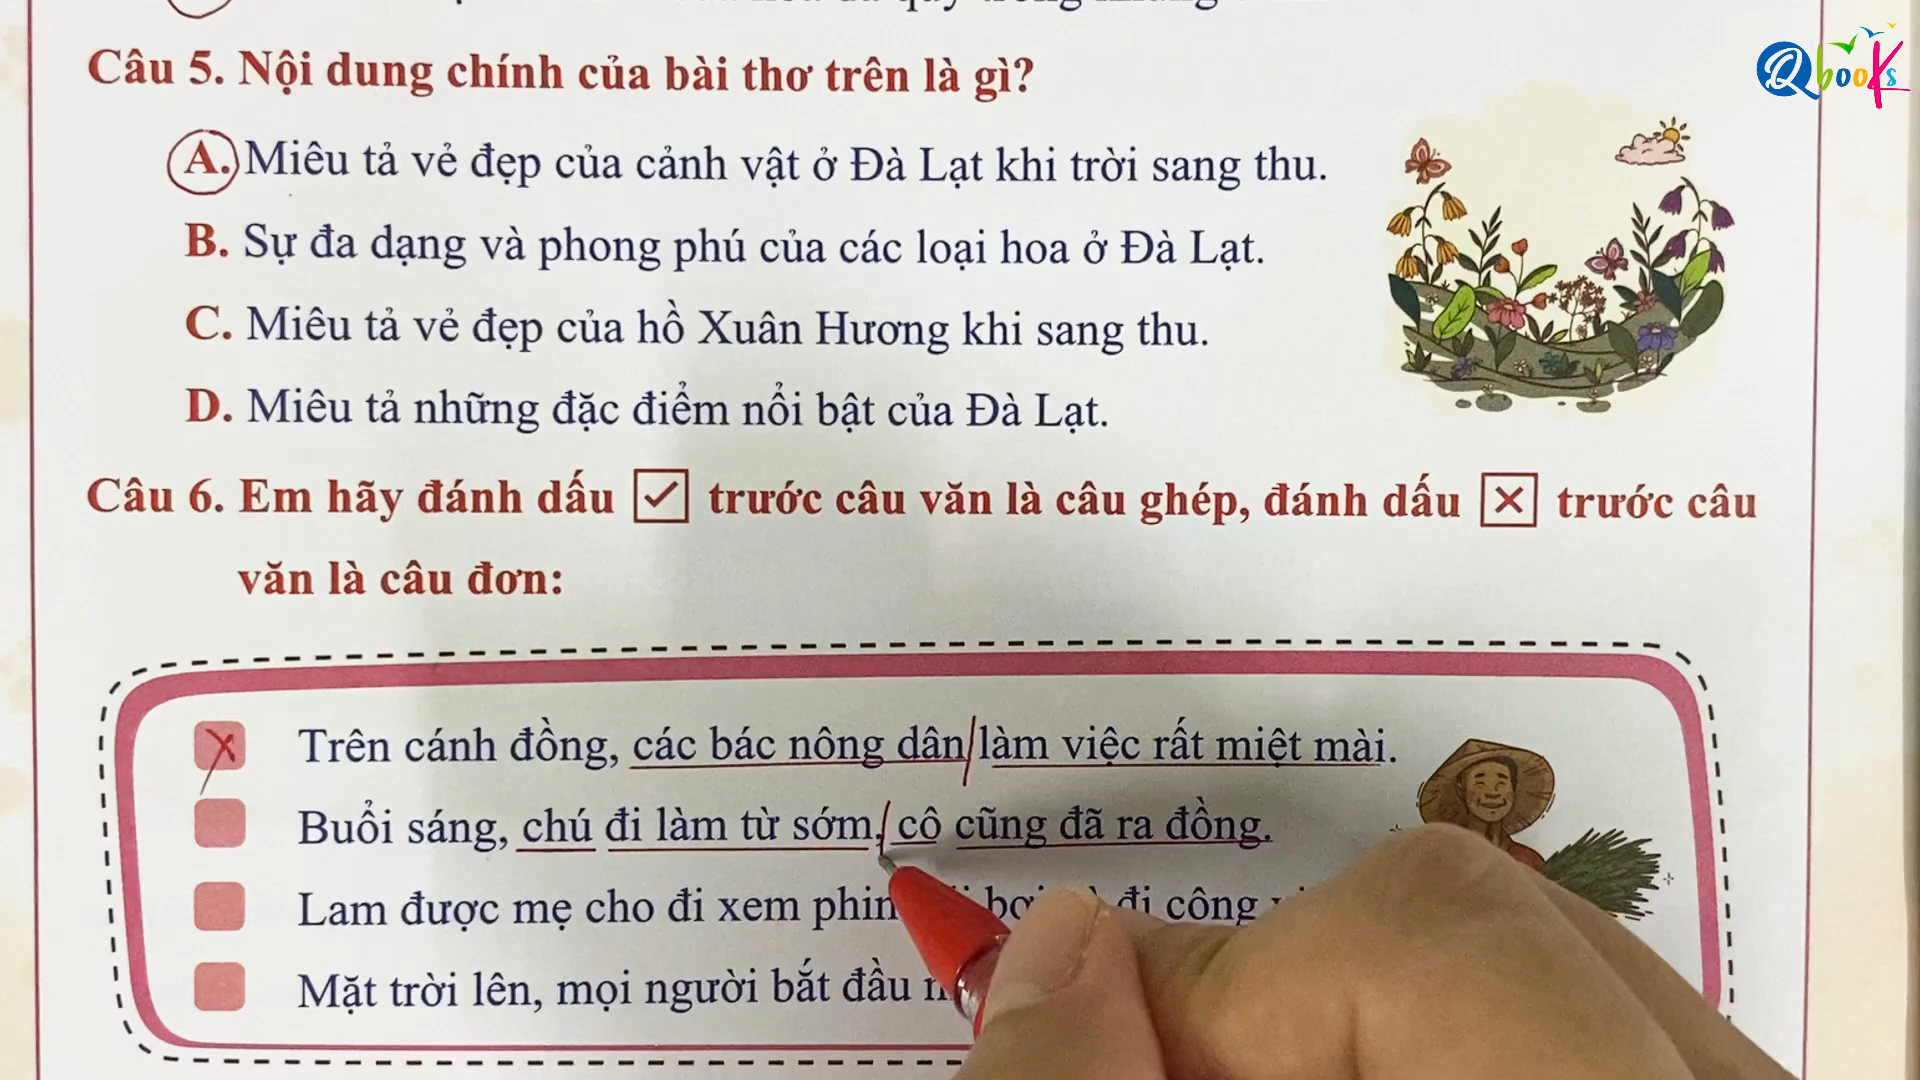 Qbooks
Câu 5. Nội dung chính của bài thơ trên là gì?
A. Miêu tả vẻ đẹp của cảnh vật ở Đà Lạt khi trời sang thu.
B. Sự đa dạng và phong phú của các loại hoa ở Đà Lạt.
C. Miêu tả vẻ đẹp của hồ Xuân Hương khi sang thu.
D. Miêu tả những đặc điểm nổi bật của Đà Lạt.
Câu 6. Em hãy đánh dấu ✓ trước câu văn là câu ghép, đánh dấu × trước câu
văn là câu đơn:
Trên cánh đồng, các bác nông dân/làm việc rất miệt mài.
Buổi sáng, chú đi làm từ sớm,/ cô cũng đã ra đồng.
Lam được mẹ cho đi xem đi công
Mặt trời lên, mọi người bắt đầu